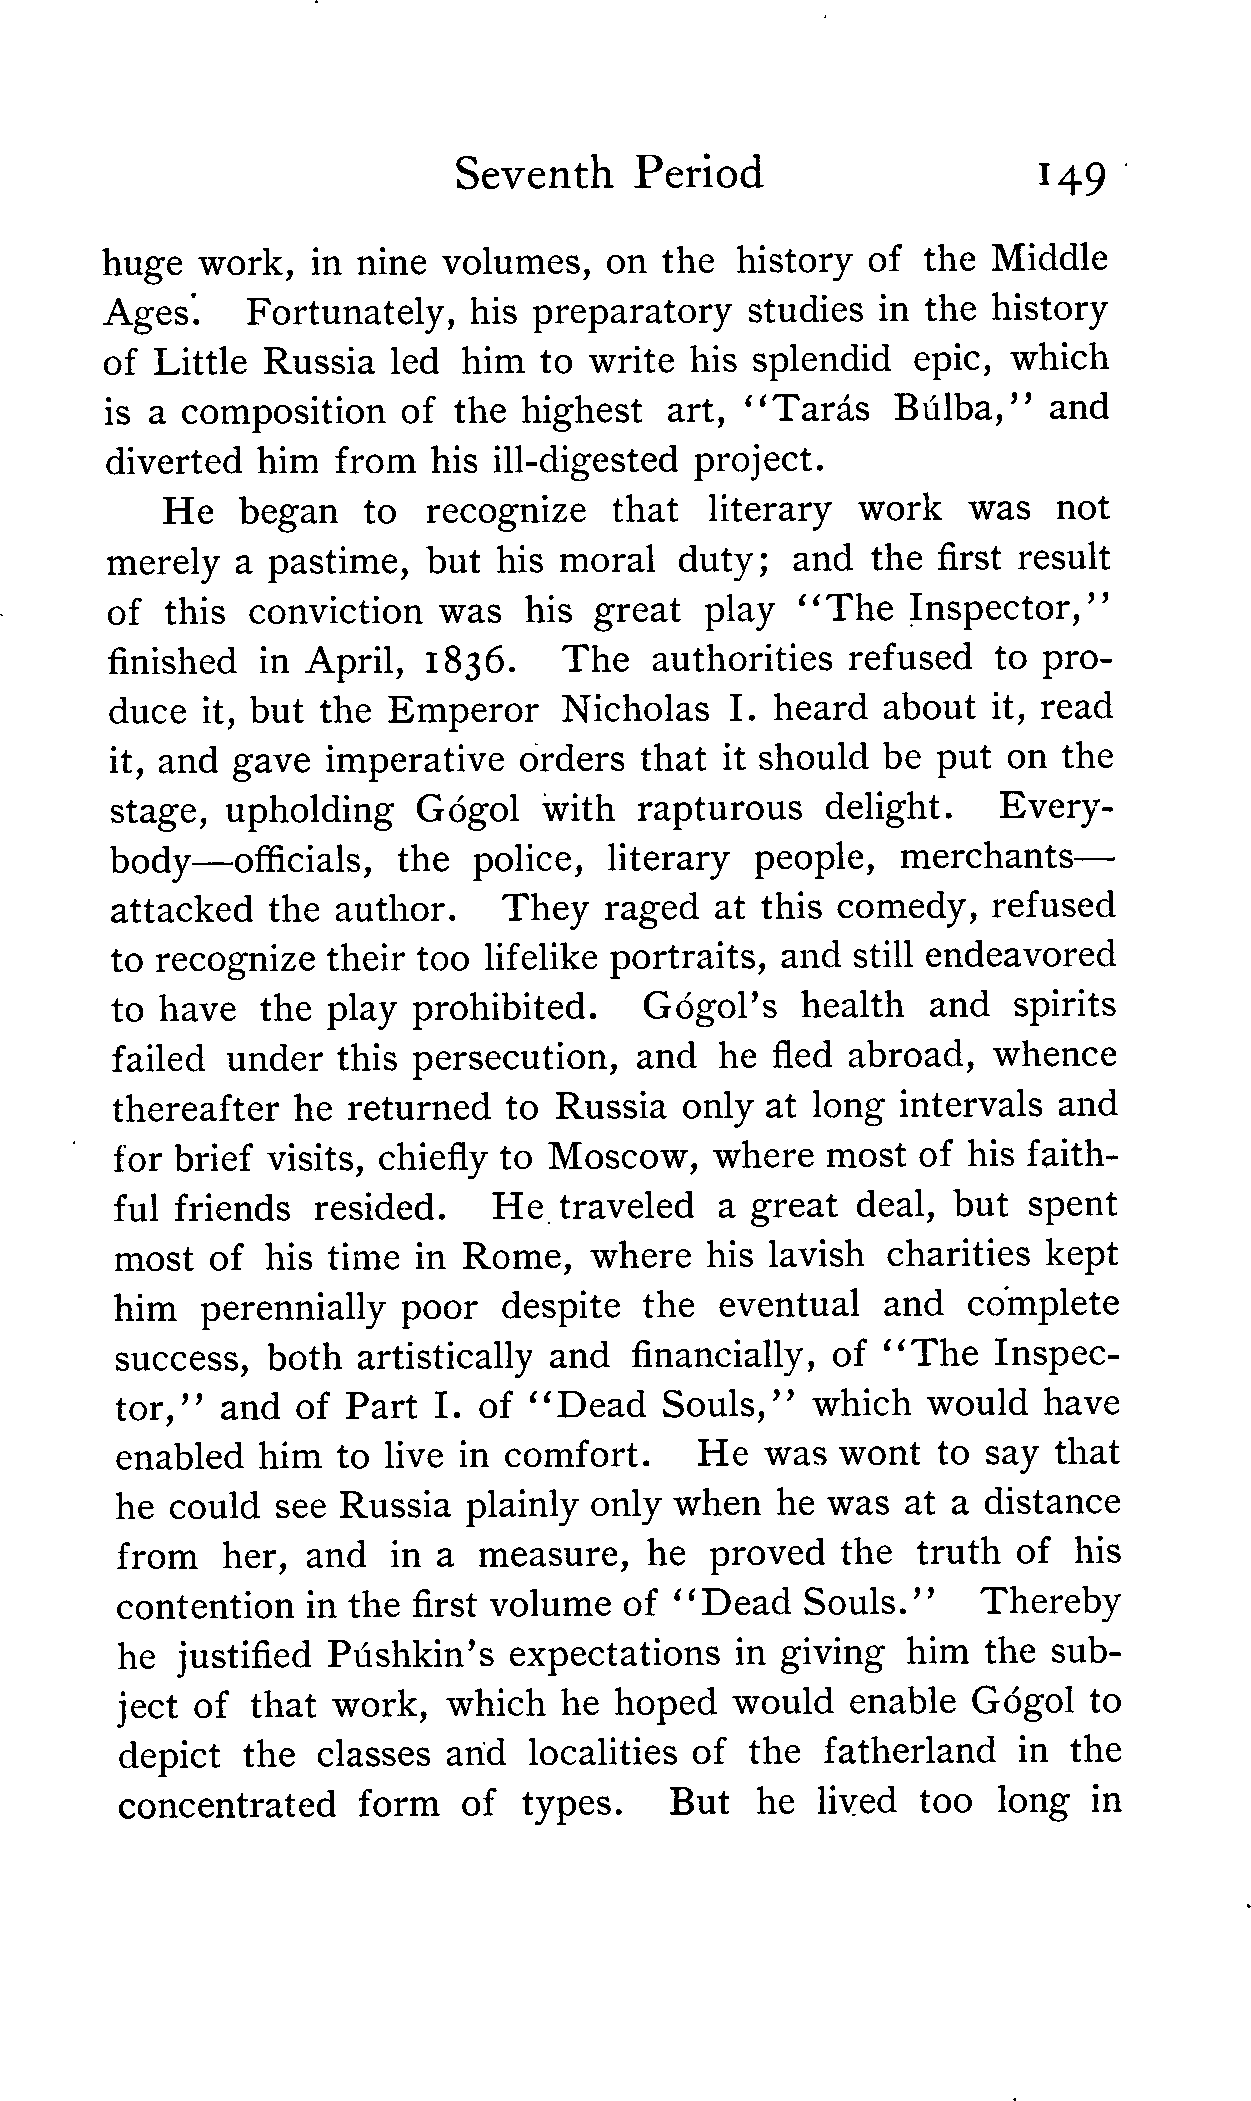 Seventh Period 149
huge work, in nine volumes, on the history of the Middle
Ages. Fortunately, his preparatory studies in the history
of Little Russia led him to write his splendid epic, which
is a composition of the highest art, "Tarás Búlba," and
diverted him from his ill-digested project.
He began to recognize that literary work was not
merely a pastime, but his moral duty; and the first result
of this conviction was his great play "The Inspector,"
finished in April, 1836. The authorities refused to pro-
duce it, but the Emperor Nicholas I. heard about it, read
it, and gave imperative orders that it should be put on the
stage, upholding Gógol with rapturous delight. Every-
body—officials, the police, literary people, merchants—
attacked the author. They raged at this comedy, refused
to recognize their too lifelike portraits, and still endeavored
to have the play prohibited. Gógol's health and spirits
failed under this persecution, and he fled abroad, whence
thereafter he returned to Russia only at long intervals and
for brief visits, chiefly to Moscow, where most of his faith-
ful friends resided. He traveled a great deal, but spent
most of his time in Rome, where his lavish charities kept
him perennially poor despite the eventual and complete
success, both artistically and financially, of "The Inspec-
tor," and of Part I. of "Dead Souls," which would have
enabled him to live in comfort. He was wont to say that
he could see Russia plainly only when he was at a distance
from her, and in a measure, he proved the truth of his
contention in the first volume of "Dead Souls." Thereby
he justified Púshkin's expectations in giving him the sub-
ject of that work, which he hoped would enable Gógol to
depict the classes and localities of the fatherland in the
concentrated form of types. But he lived too long in